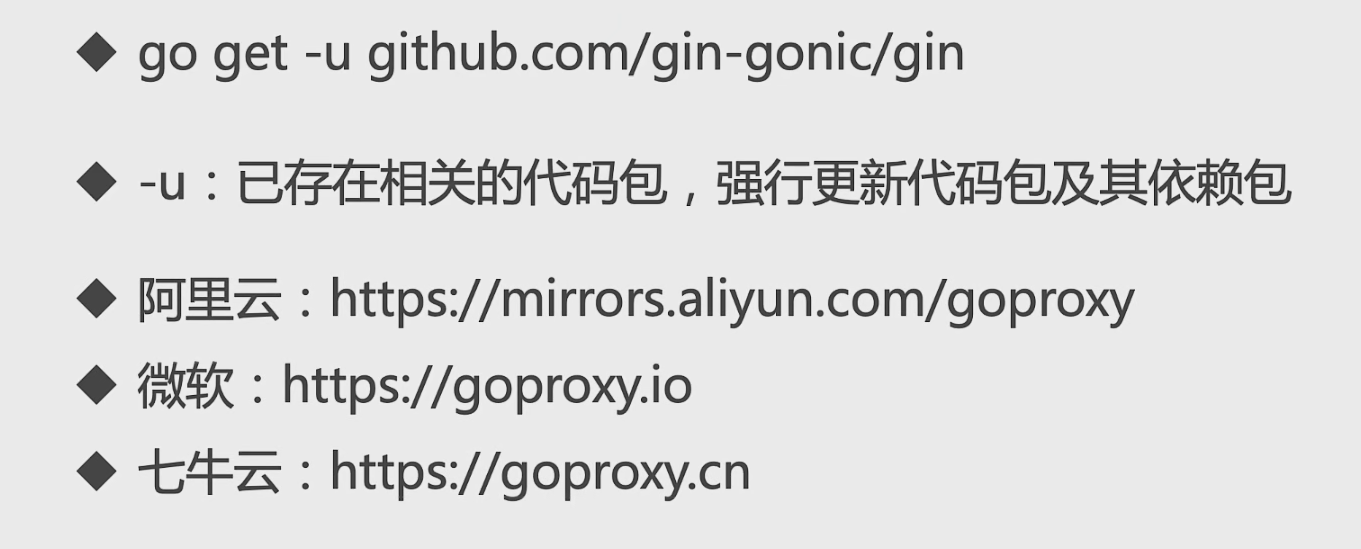 ◆ go get -u github.com/gin-gonic/gin
◆ -u：已存在相关的代码包，强行更新代码包及其依赖包
◆ 阿里云：https://mirrors.aliyun.com/goproxy
◆ 微软：https://goproxy.io
◆ 七牛云：https://goproxy.cn